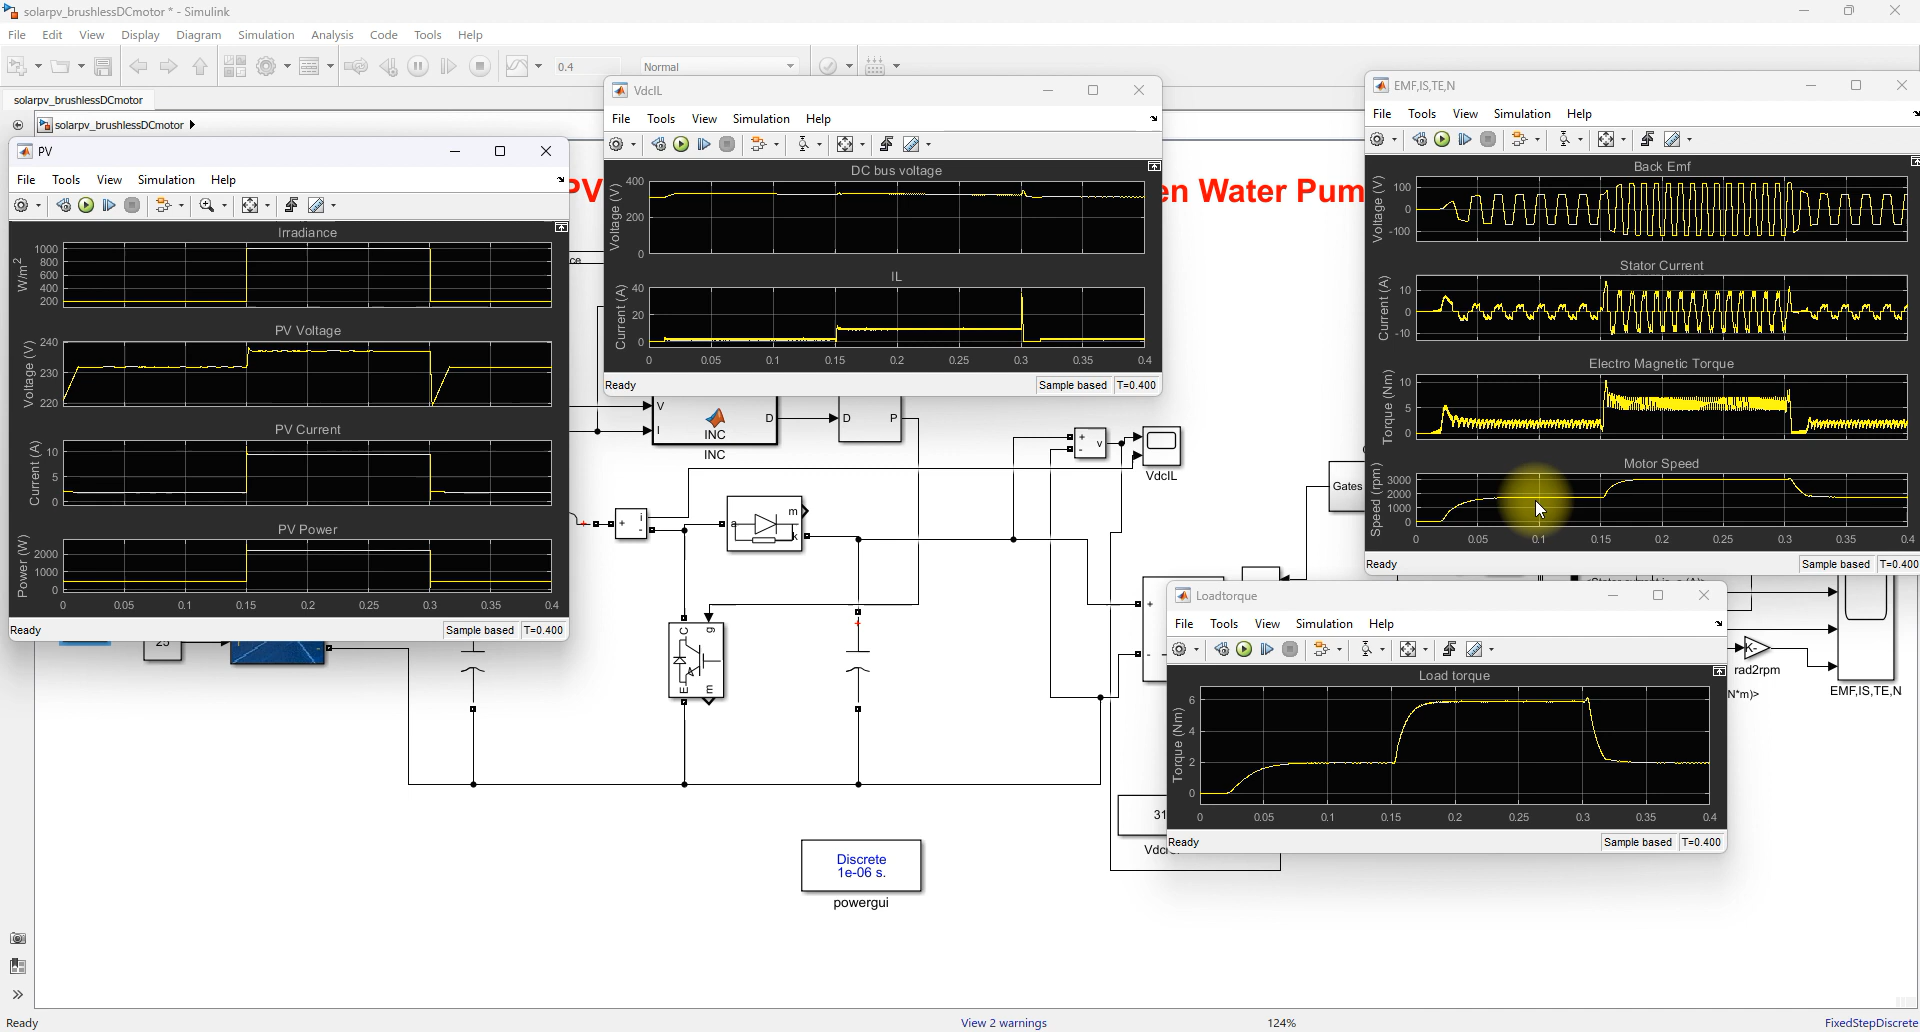 solarpv_brushlessDCmotor * - Simulink
File Edit View Display Diagram Simulation Analysis Code Tools Help
0.4 Normal
solarpv_brushlessDCmotor
solarpv_brushlessDCmotor
PV
File Tools View Simulation Help
Irradiance
W/m2
1000
800
600
400
200
PV Voltage
Voltage (V)
240
230
220
PV Current
Current (A)
10
5
0
PV Power
Power (W)
2000
1000
0
0 0.05 0.1 0.15 0.2 0.25 0.3 0.35 0.4
Ready Sample based T=0.400
VdcIL
File Tools View Simulation Help
DC bus voltage
Voltage (V)
400
200
0
IL
Current (A)
40
20
0
0 0.05 0.1 0.15 0.2 0.25 0.3 0.35 0.4
Ready Sample based T=0.400
PV
en Water Pum
ce
EMF,IS,TE,N
File Tools View Simulation Help
Back Emf
Voltage (V)
100
0
-100
Stator Current
Current (A)
10
0
-10
Electro Magnetic Torque
Torque (Nm)
10
5
0
Motor Speed
Speed (rpm)
3000
2000
1000
0
0 0.05 0.1 0.15 0.2 0.25 0.3 0.35 0.4
Ready Sample based T=0.400
V
I
D
INC
INC
D P
+ - v
VdcIL
Gates
+ i -
a m k
g C E m
25
+
-
Loadtorque
File Tools View Simulation Help
Load torque
Torque (Nm)
6
4
2
0
0 0.05 0.1 0.15 0.2 0.25 0.3 0.35 0.4
Ready Sample based T=0.400
K-
rad2rpm
N*m)>
EMF,IS,TE,N
31
Discrete
1e-06 s.
powergui
Ready View 2 warnings 124% FixedStepDiscrete